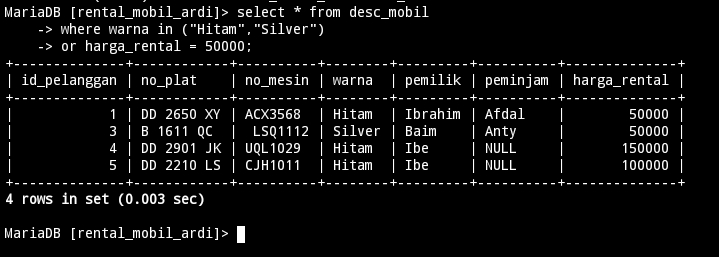 MariaDB [rental_mobil_ardi]> select * from desc_mobil
    -> where warna in ("Hitam","Silver")
    -> or harga_rental = 50000;
+--------------+------------+----------+--------+---------+----------+--------------+
| id_pelanggan | no_plat    | no_mesin | warna  | pemilik | peminjam | harga_rental |
+--------------+------------+----------+--------+---------+----------+--------------+
|            1 | DD 2650 XY | ACX3568  | Hitam  | Ibrahim | Afdal    |        50000 |
|            3 | B 1611 QC  |  LSQ1112 | Silver | Baim    | Anty     |        50000 |
|            4 | DD 2901 JK | UQL1029  | Hitam  | Ibe     | NULL     |       150000 |
|            5 | DD 2210 LS | CJH1011  | Hitam  | Ibe     | NULL     |       100000 |
+--------------+------------+----------+--------+---------+----------+--------------+
4 rows in set (0.003 sec)
MariaDB [rental_mobil_ardi]>